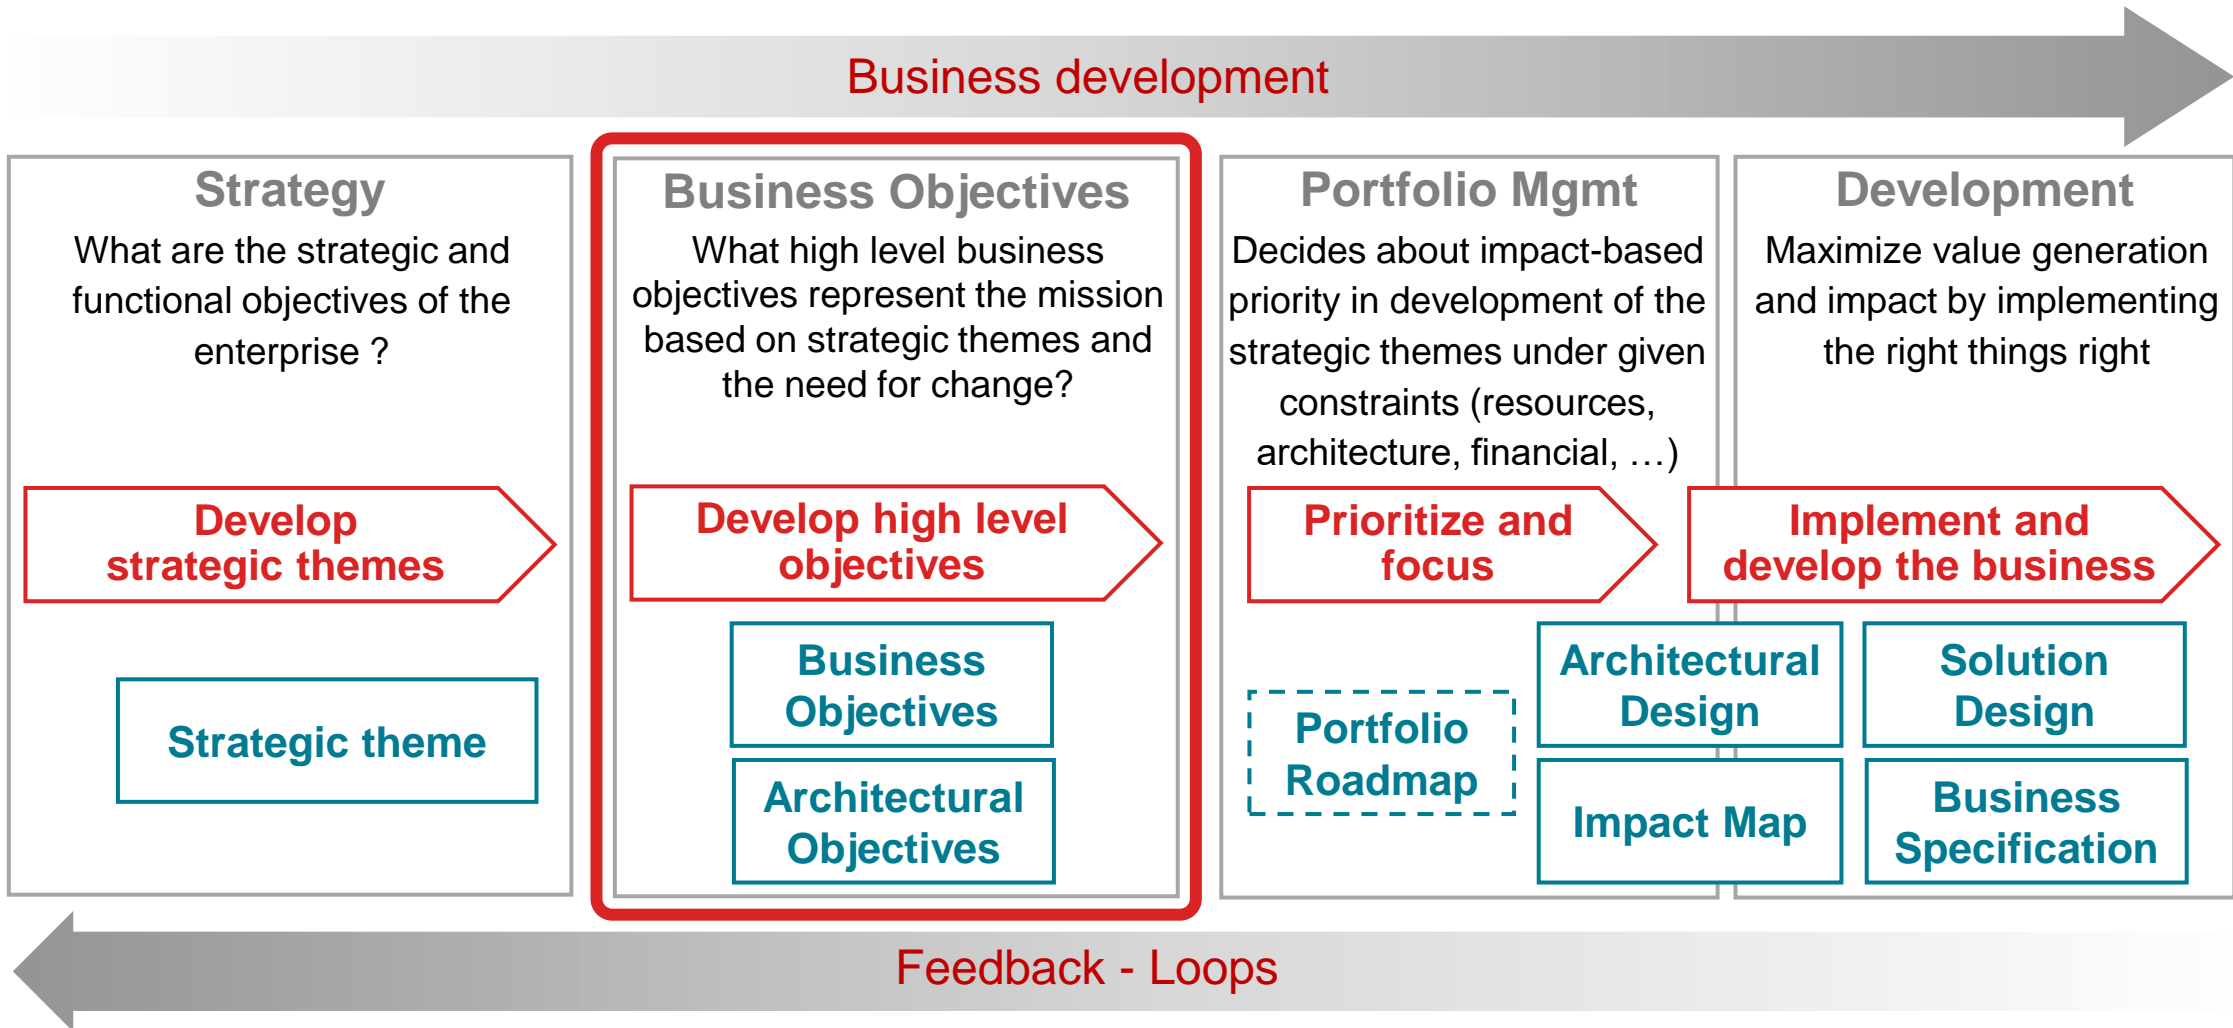 Business development
Strategy
What are the strategic and
functional objectives of the
enterprise ?
Develop
strategic themes
Strategic theme
Business Objectives
What high level business
objectives represent the mission
based on strategic themes and
the need for change?
Develop high level
objectives
Business
Objectives
Architectural
Objectives
Portfolio Mgmt
Decides about impact-based
priority in development of the
strategic themes under given
constraints (resources,
architecture, financial, …)
Prioritize and
focus
Portfolio
Roadmap
Architectural
Design
Impact Map
Development
Maximize value generation
and impact by implementing
the right things right
Implement and
develop the business
Solution
Design
Business
Specification
Feedback - Loops